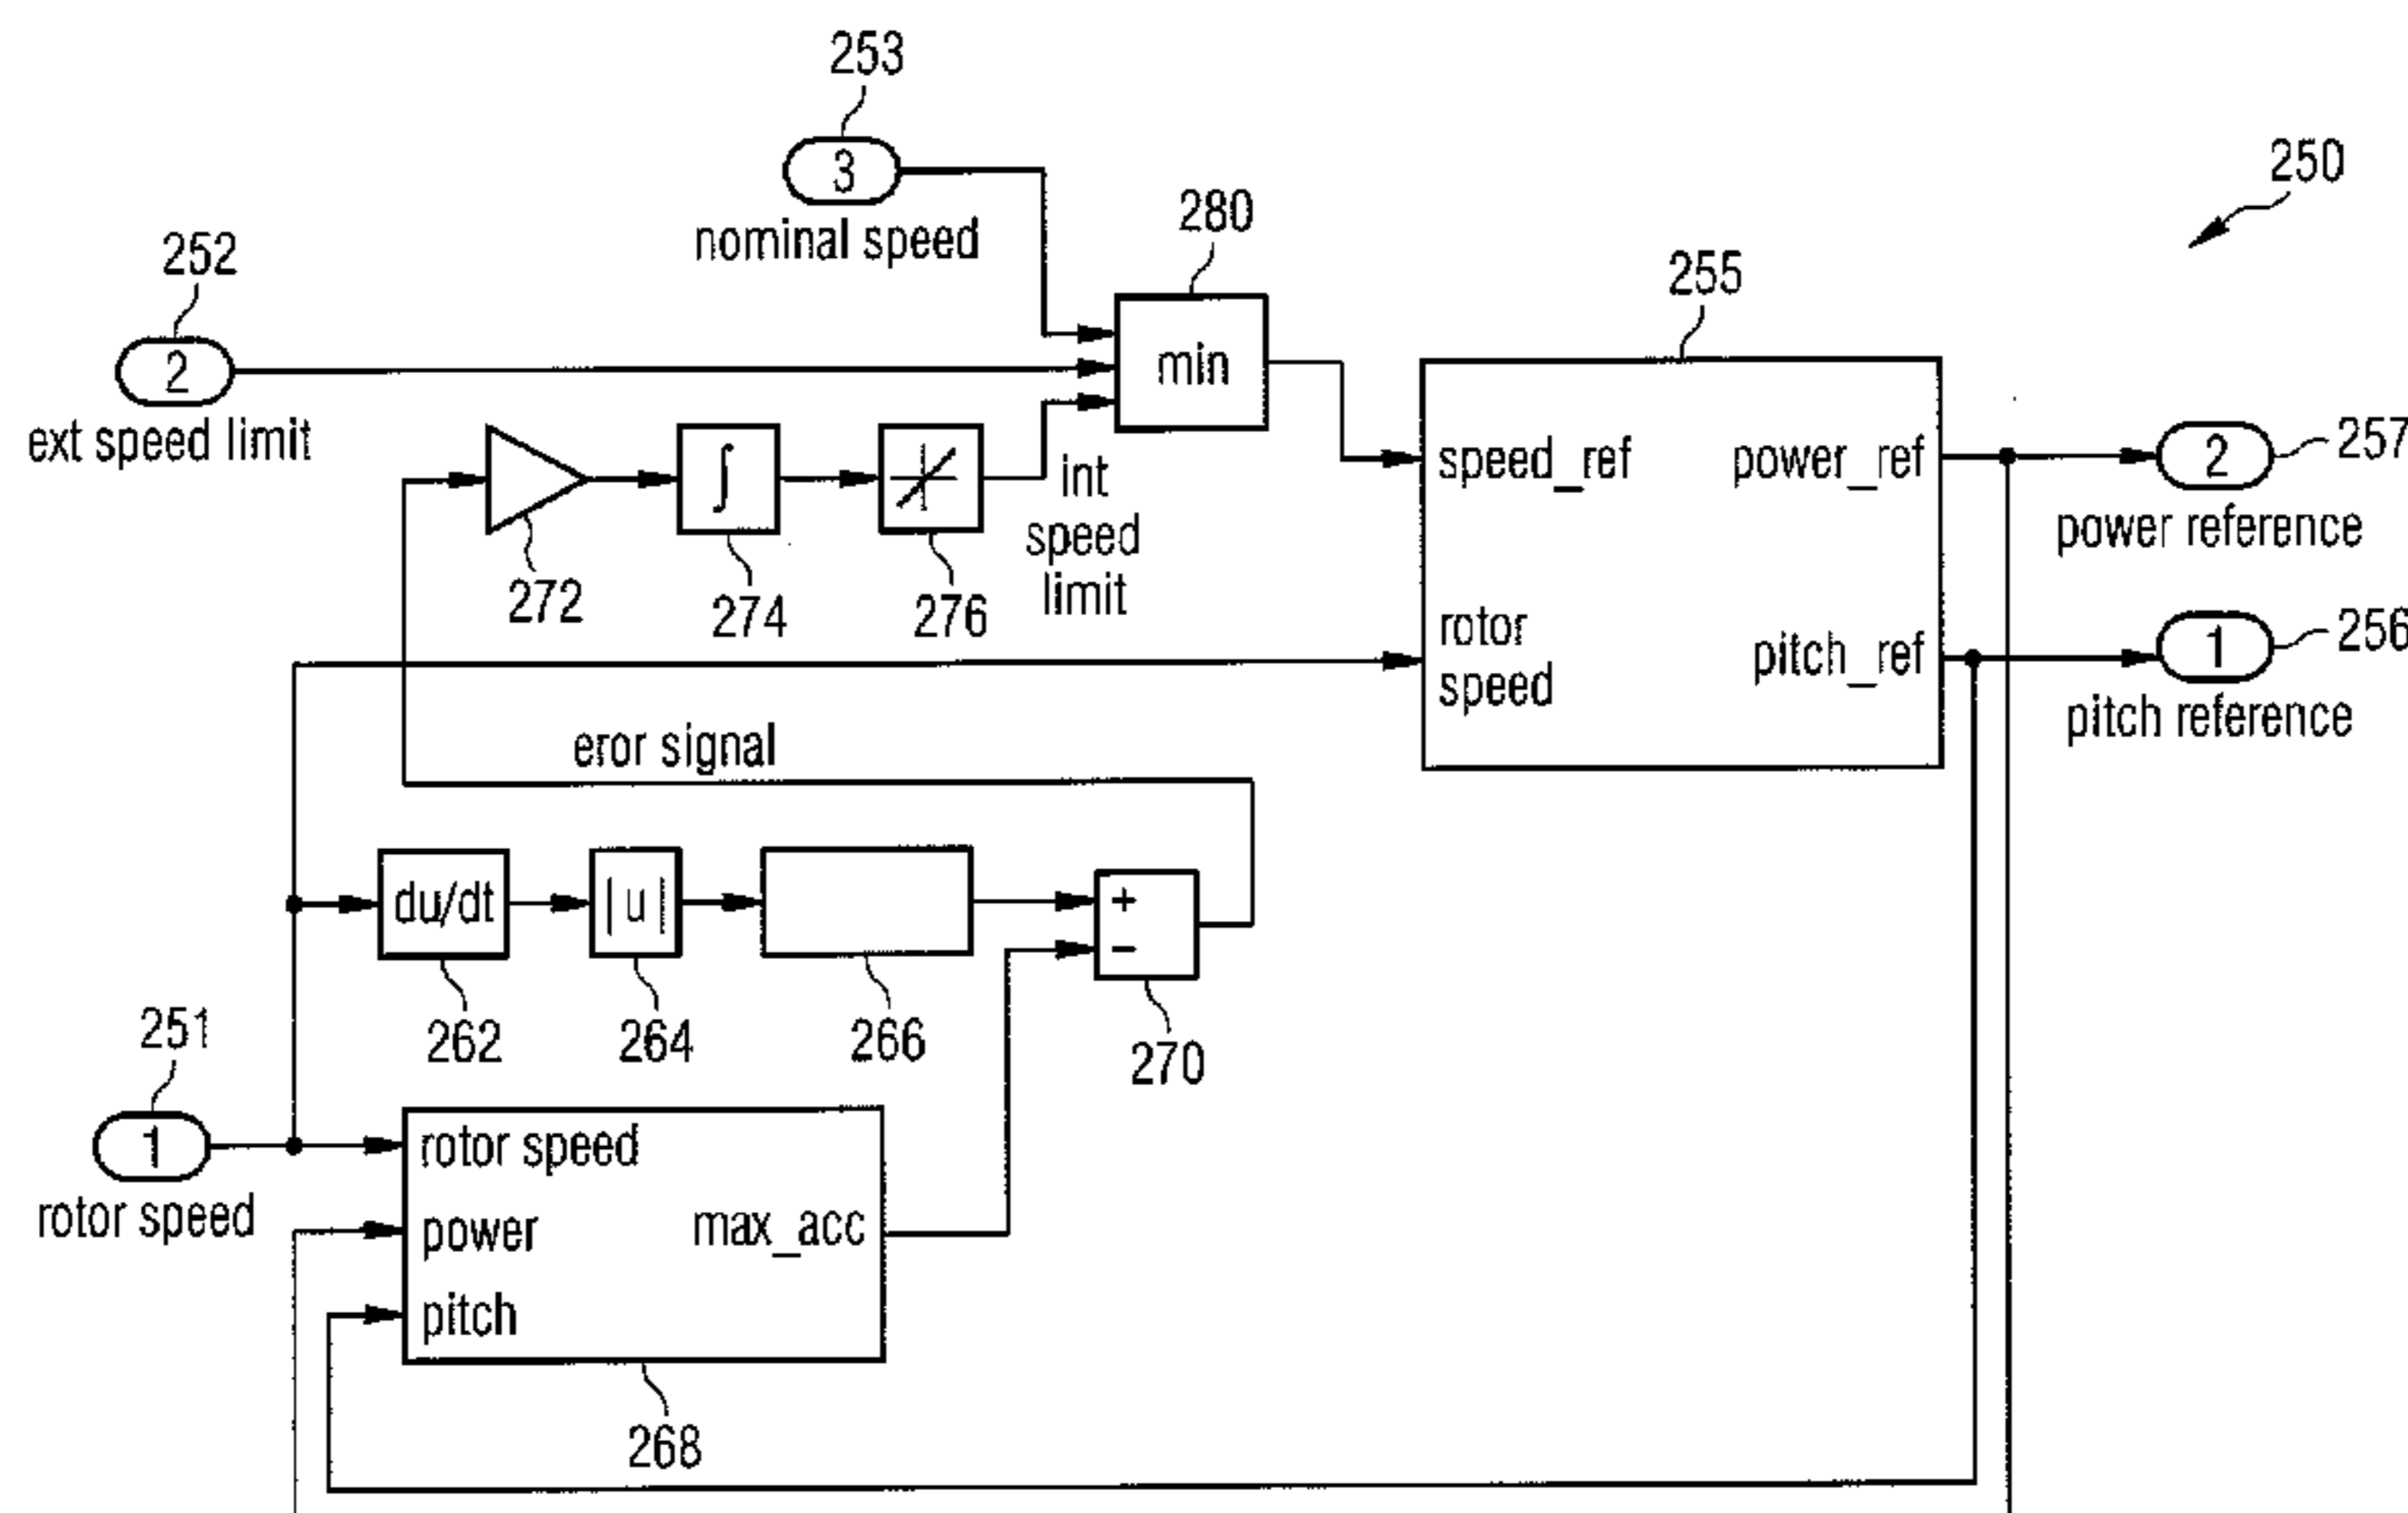 253
3
nominal speed
250
280
252
255
2
ext speed limit
min
speed_ref
power_ref
2
257
power reference
∫
int
speed
limit
272
274
276
rotor
speed
pitch_ref
1
256
pitch reference
eror signal
du/dt
|u|
+
−
262
264
266
270
251
1
rotor speed
rotor speed
power
max_acc
pitch
268